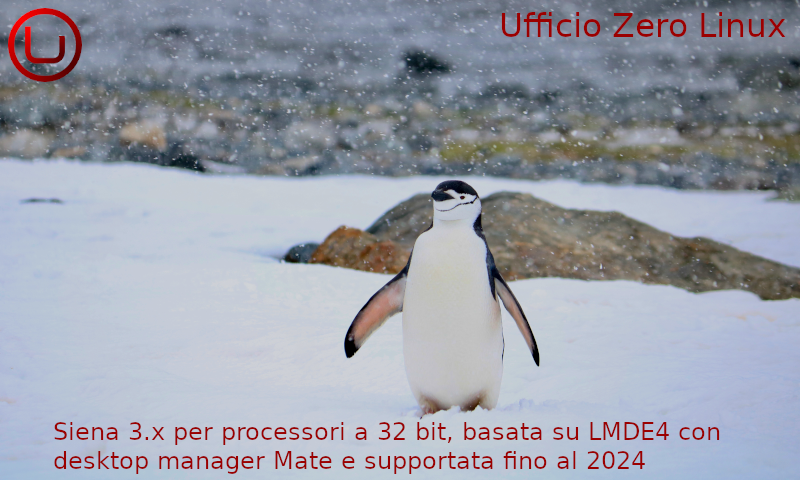 Ufficio Zero Linux
Siena 3.x per processori a 32 bit, basata su LMDE4 con
desktop manager Mate e supportata fino al 2024